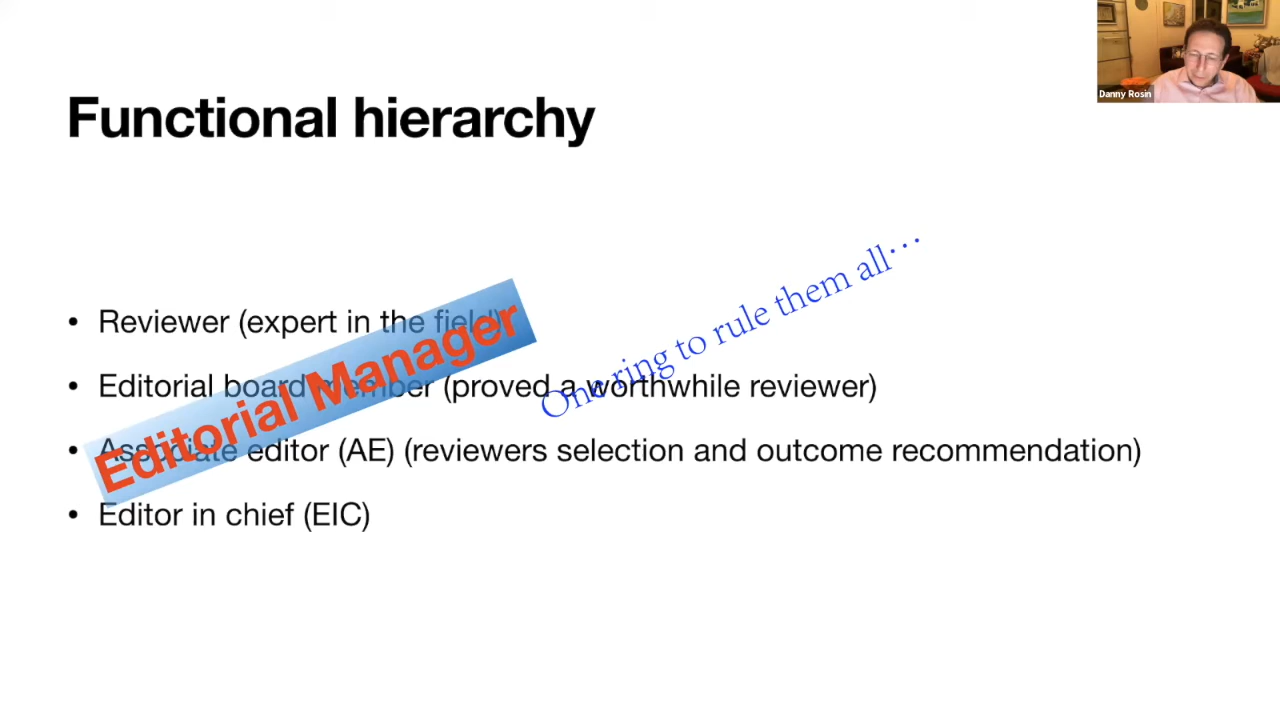 Danny Rosin
Functional hierarchy
One ring to rule them all…
• Reviewer (expert in the field)
• Editorial board member (proved a worthwhile reviewer)
• Associate editor (AE) (reviewers selection and outcome recommendation)
• Editor in chief (EIC)
Editorial Manager